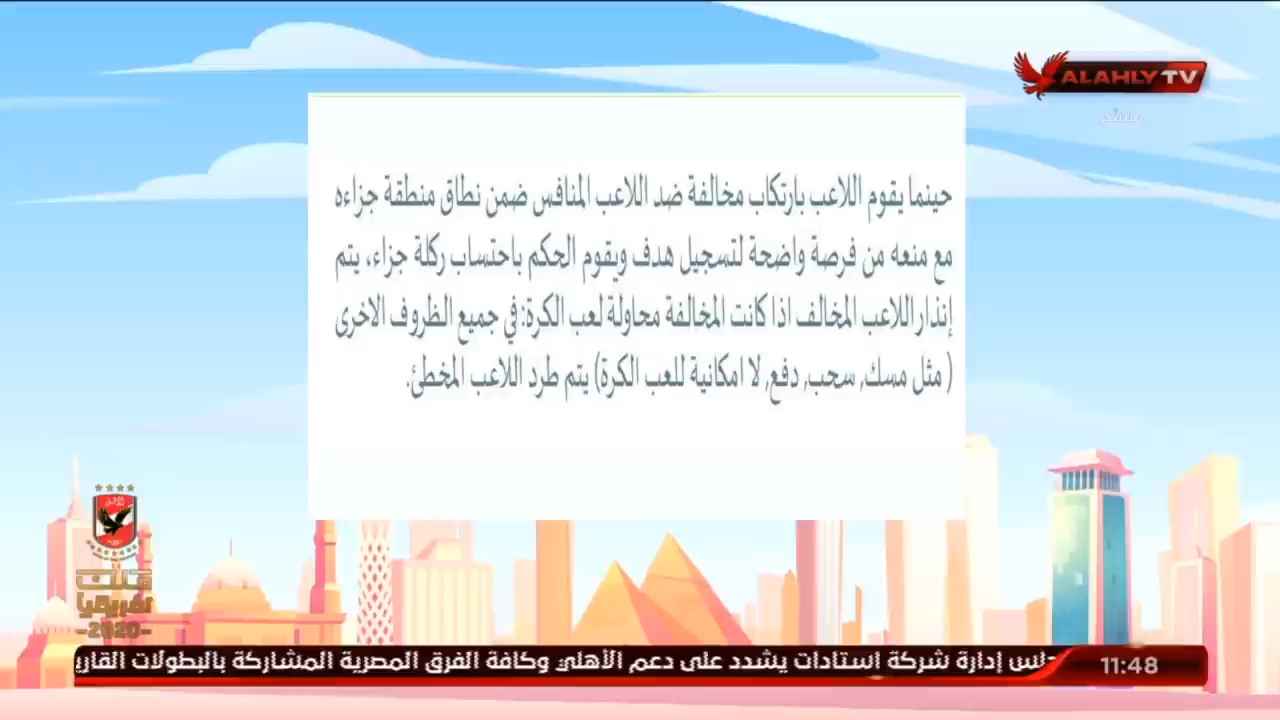 ALAHLY TV
مباشر
حينما يقوم اللاعب بارتكاب مخالفة ضد اللاعب المنافس ضمن نطاق منطقة جزاءه
مع منعه من فرصة واضحة لتسجيل هدف ويقوم الحكم باحتساب ركلة جزاء، يتم
إنذار اللاعب المخالف اذا كانت المخالفة محاولة لعب الكرة: في جميع الظروف الاخرى
( مثل مسك, سحب, دفع, لا امكانية للعب الكرة) يتم طرد اللاعب المخطئ.
بطل
افريقيا
-2020-
إدارة شركة استادات يشدد على دعم الأهلي وكافة الفرق المصرية المشاركة بالبطولات
11:48